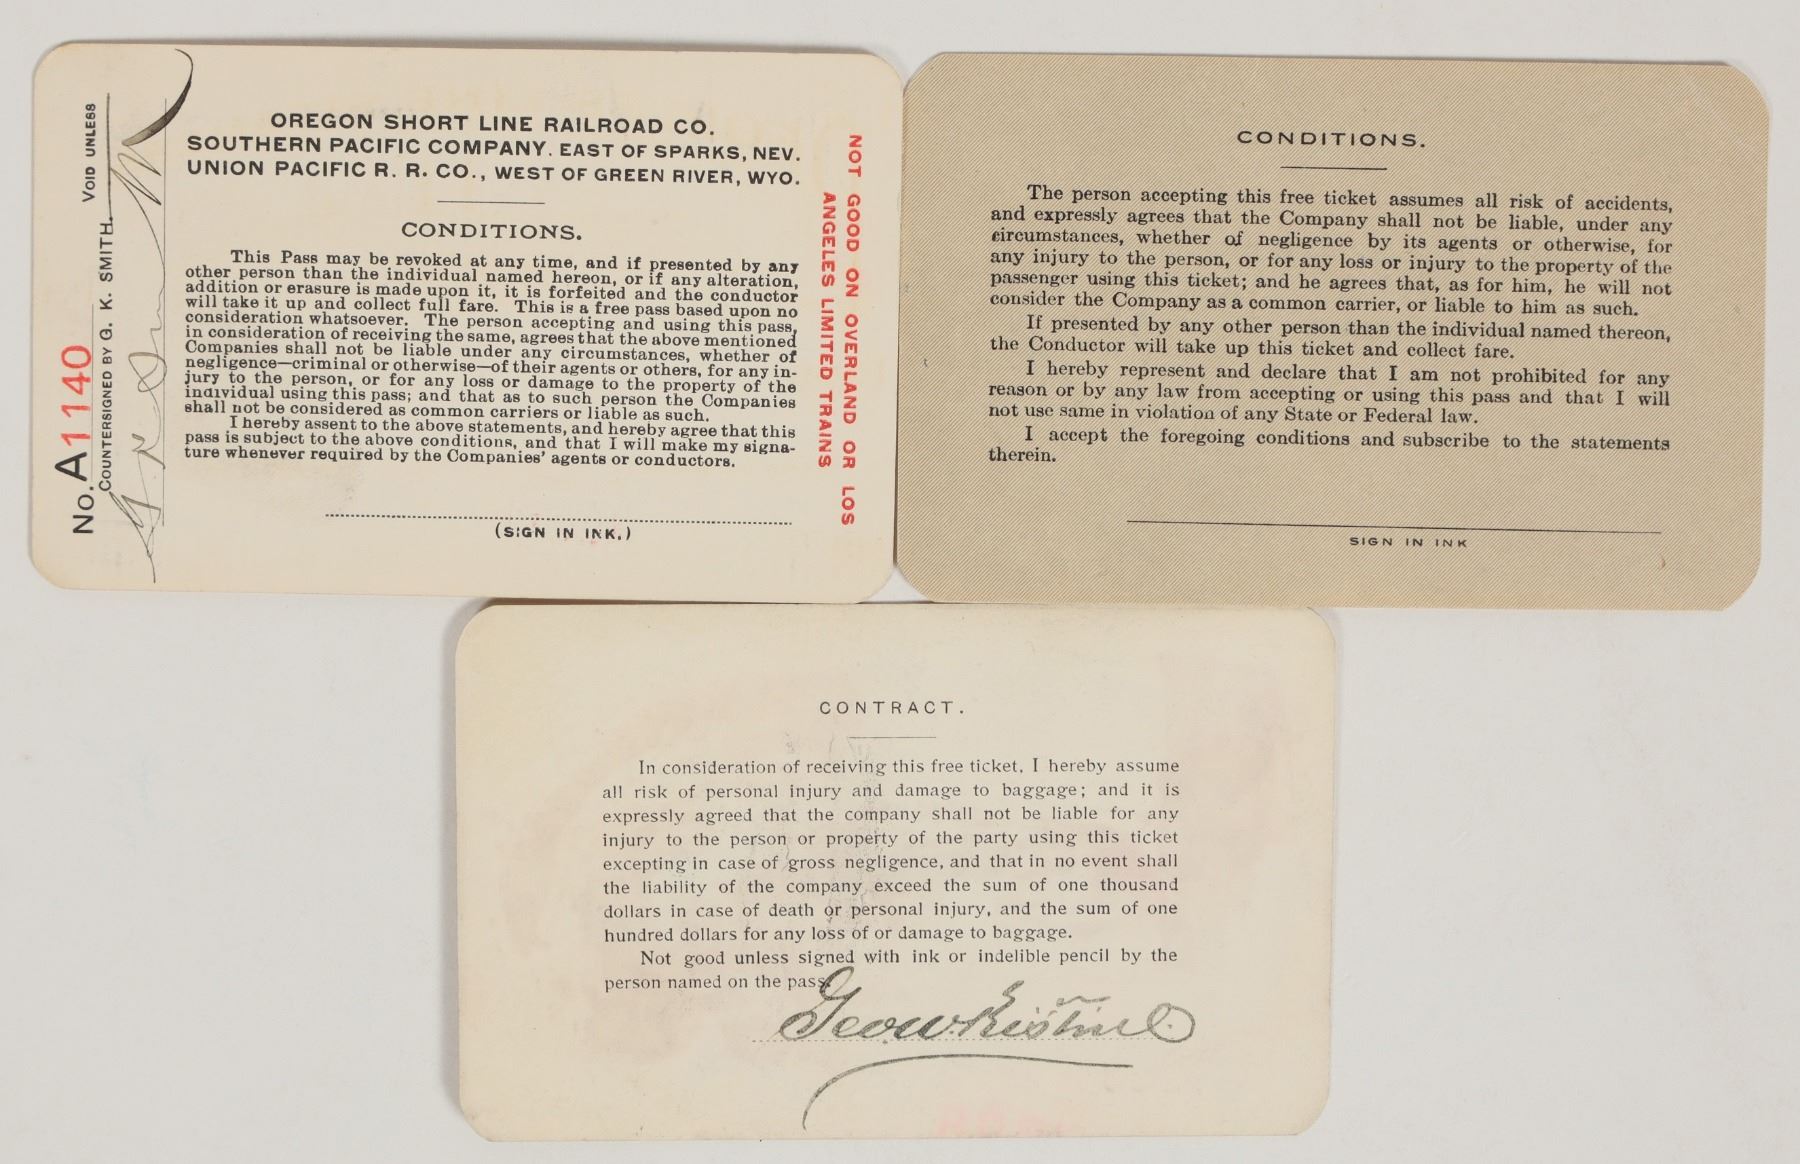 No. A1140
COUNTERSIGNED BY G. K. SMITH. VOID UNLESS
OREGON SHORT LINE RAILROAD CO.
SOUTHERN PACIFIC COMPANY. EAST OF SPARKS, NEV.
UNION PACIFIC R. R. CO., WEST OF GREEN RIVER, WYO.
CONDITIONS.
This Pass may be revoked at any time, and if presented by any
other person than the individual named hereon, or if any alteration,
addition or erasure is made upon it, it is forfeited and the conductor
will take it up and collect full fare. This is a free pass based upon no
consideration whatsoever. The person accepting and using this pass,
in consideration of receiving the same, agrees that the above mentioned
Companies shall not be liable under any circumstances, whether of
negligence—criminal or otherwise—of their agents or others, for any in-
jury to the person, or for any loss or damage to the property of the
individual using this pass; and that as to such person the Companies
shall not be considered as common carriers or liable as such.
I hereby assent to the above statements, and hereby agree that this
pass is subject to the above conditions, and that I will make my signa-
ture whenever required by the Companies' agents or conductors.
(SIGN IN INK.)
NOT GOOD ON OVERLAND OR LOS
ANGELES LIMITED TRAINS
CONDITIONS.
The person accepting this free ticket assumes all risk of accidents,
and expressly agrees that the Company shall not be liable, under any
circumstances, whether of negligence by its agents or otherwise, for
any injury to the person, or for any loss or injury to the property of the
passenger using this ticket; and he agrees that, as for him, he will not
consider the Company as a common carrier, or liable to him as such.
If presented by any other person than the individual named thereon,
the Conductor will take up this ticket and collect fare.
I hereby represent and declare that I am not prohibited for any
reason or by any law from accepting or using this pass and that I will
not use same in violation of any State or Federal law.
I accept the foregoing conditions and subscribe to the statements
therein.
SIGN IN INK
CONTRACT.
In consideration of receiving this free ticket, I hereby assume
all risk of personal injury and damage to baggage; and it is
expressly agreed that the company shall not be liable for any
injury to the person or property of the party using this ticket
excepting in case of gross negligence, and that in no event shall
the liability of the company exceed the sum of one thousand
dollars in case of death or personal injury, and the sum of one
hundred dollars for any loss of or damage to baggage.
Not good unless signed with ink or indelible pencil by the
person named on the pass.
Geo. W.